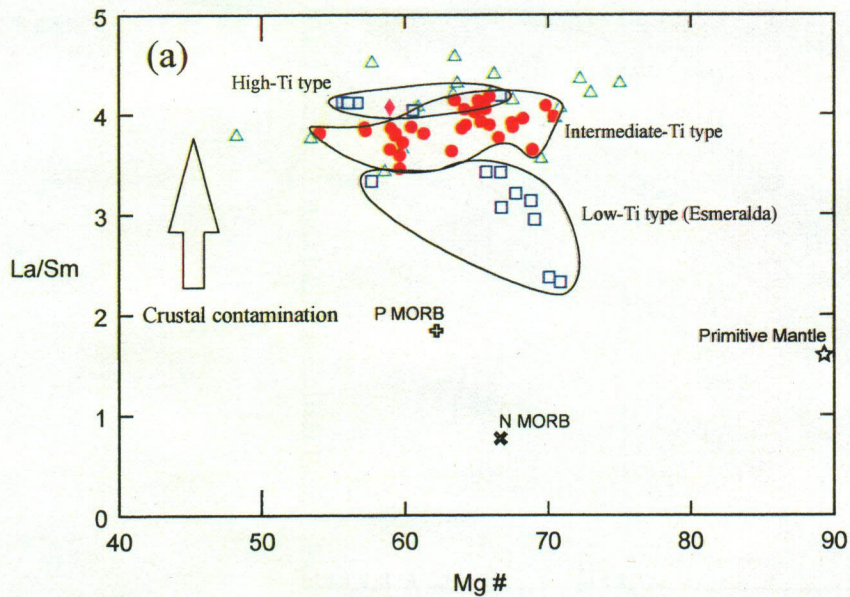 5
(a)
High-Ti type
4
Intermediate-Ti type
3
Low-Ti type (Esmeralda)
La/Sm
Crustal contamination
2
P MORB
Primitive Mantle
1
N MORB
0
40 50 60 70 80 90
Mg #